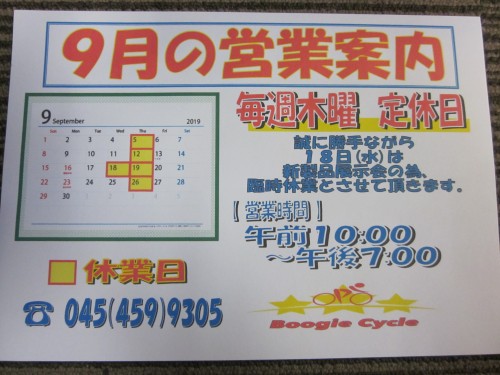 9月の営業案内
9 September 2019
Sun Mon Tue Wed Thu Fri Sat
1 2 3 4 5 6 7
8 9 10 11 12 13 14
15 16 17 18 19 20 21
22 23 24 25 26 27 28
29 30
毎週木曜 定休日
誠に勝手ながら
18日(水)は
新製品展示会の為、
臨時休業とさせて頂きます。
【営業時間】
午前10:00
～午後7:00
休業日
☎ 045(459)9305
Boogie Cycle